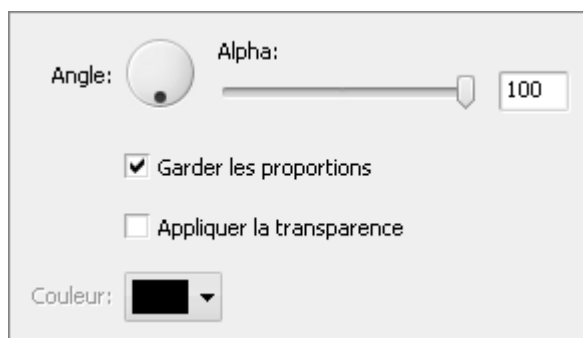 Alpha:
Angle:
100
Garder les proportions
Appliquer la transparence
Couleur: